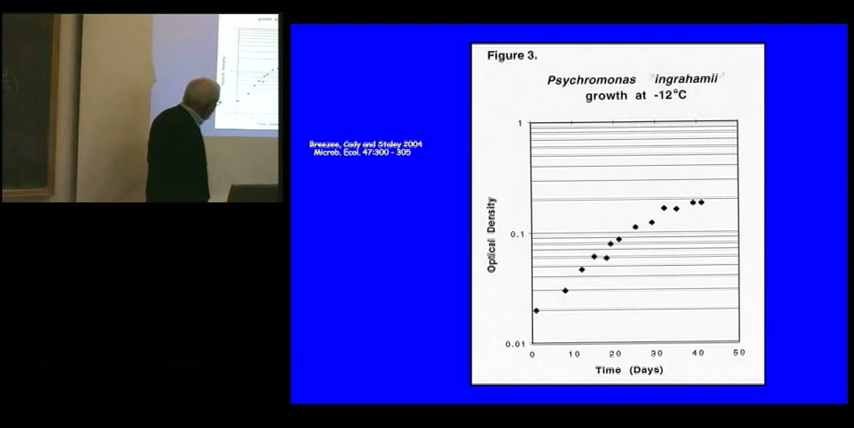 Figure 3.
Psychromonas ingrahamii
growth at -12°C
Breezee, Cady and Staley 2004
Microb. Ecol. 47:300 - 305
1
0.1
0.01
Optical Density
0 10 20 30 40 50
Time (Days)